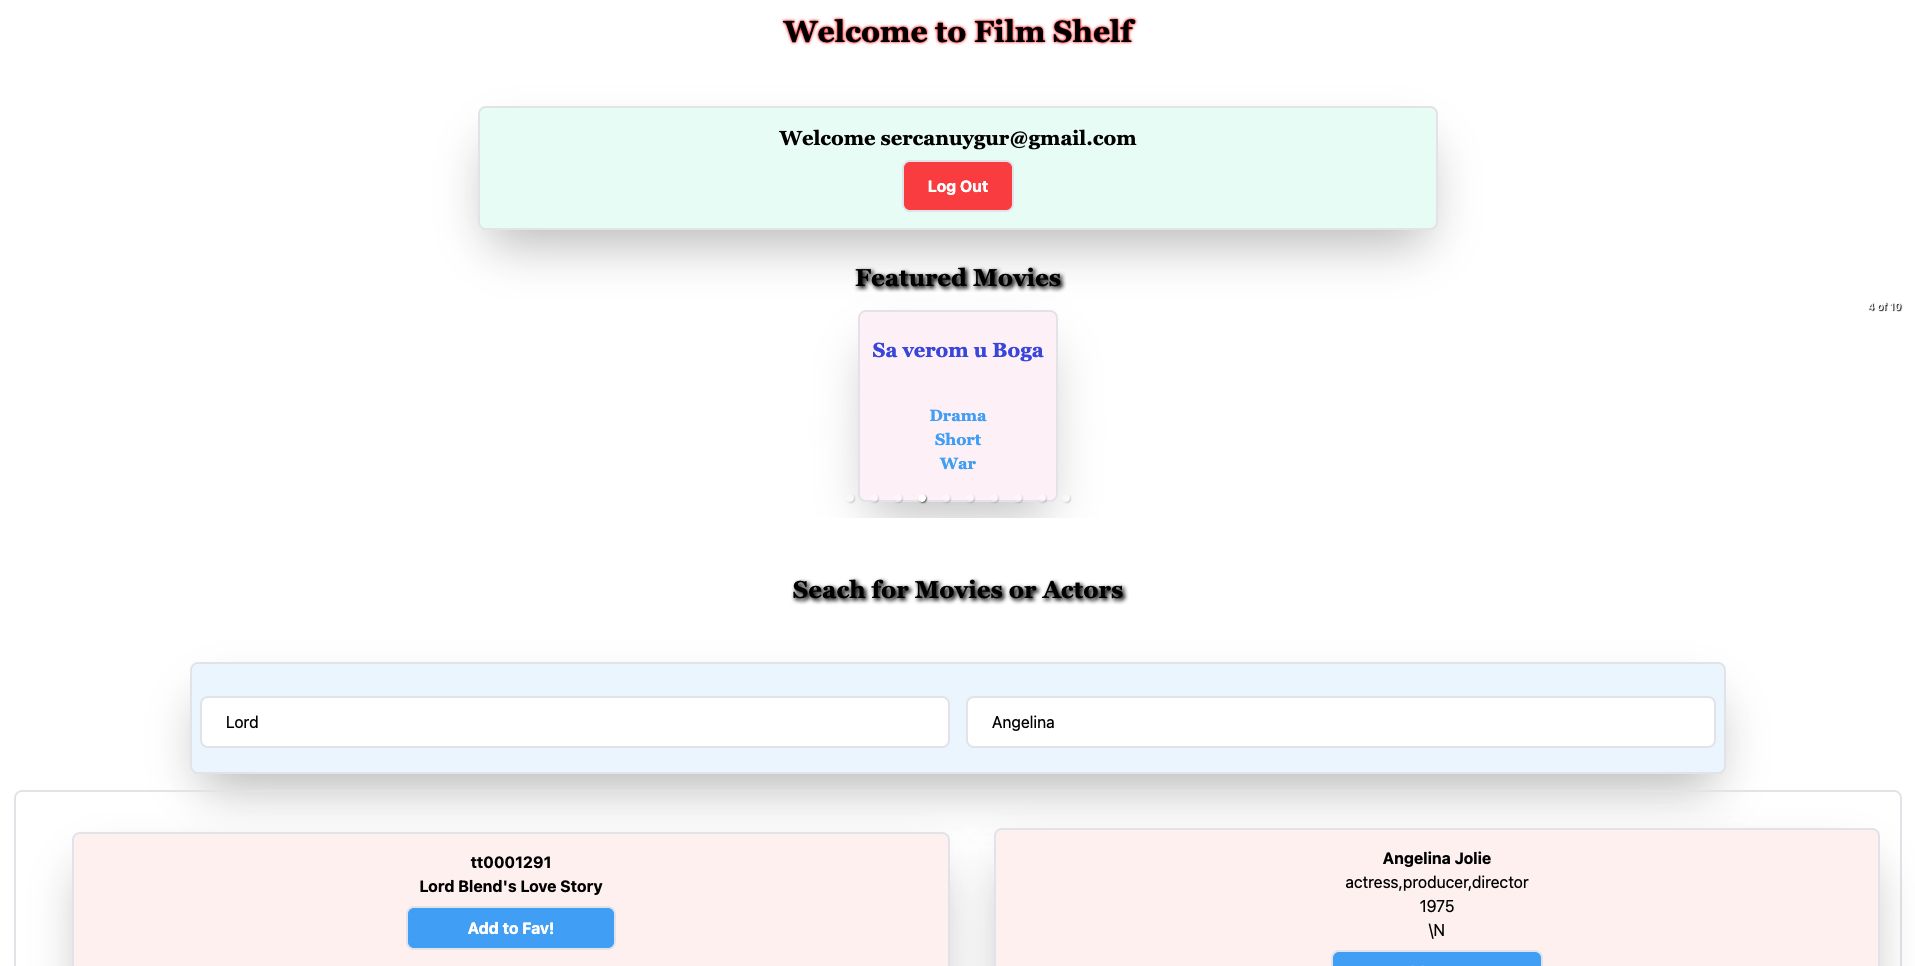 Welcome to Film Shelf
Welcome sercanuygur@gmail.com
Log Out
Featured Movies
4 of 10
Sa verom u Boga
Drama
Short
War
Seach for Movies or Actors
Lord
Angelina
tt0001291
Lord Blend's Love Story
Add to Fav!
Angelina Jolie
actress,producer,director
1975
\N